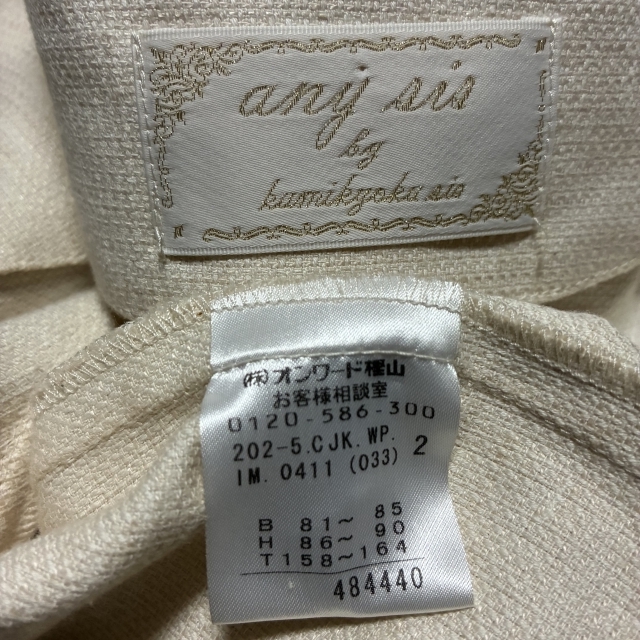 any sis
by
kumikyoku.sis
(株)オンワード樫山
お客様相談室
0120-586-300
202-5.CJK.WP. 2
IM. 0411 (033)
B 81~ 85
H 86~ 90
T158~164
484440